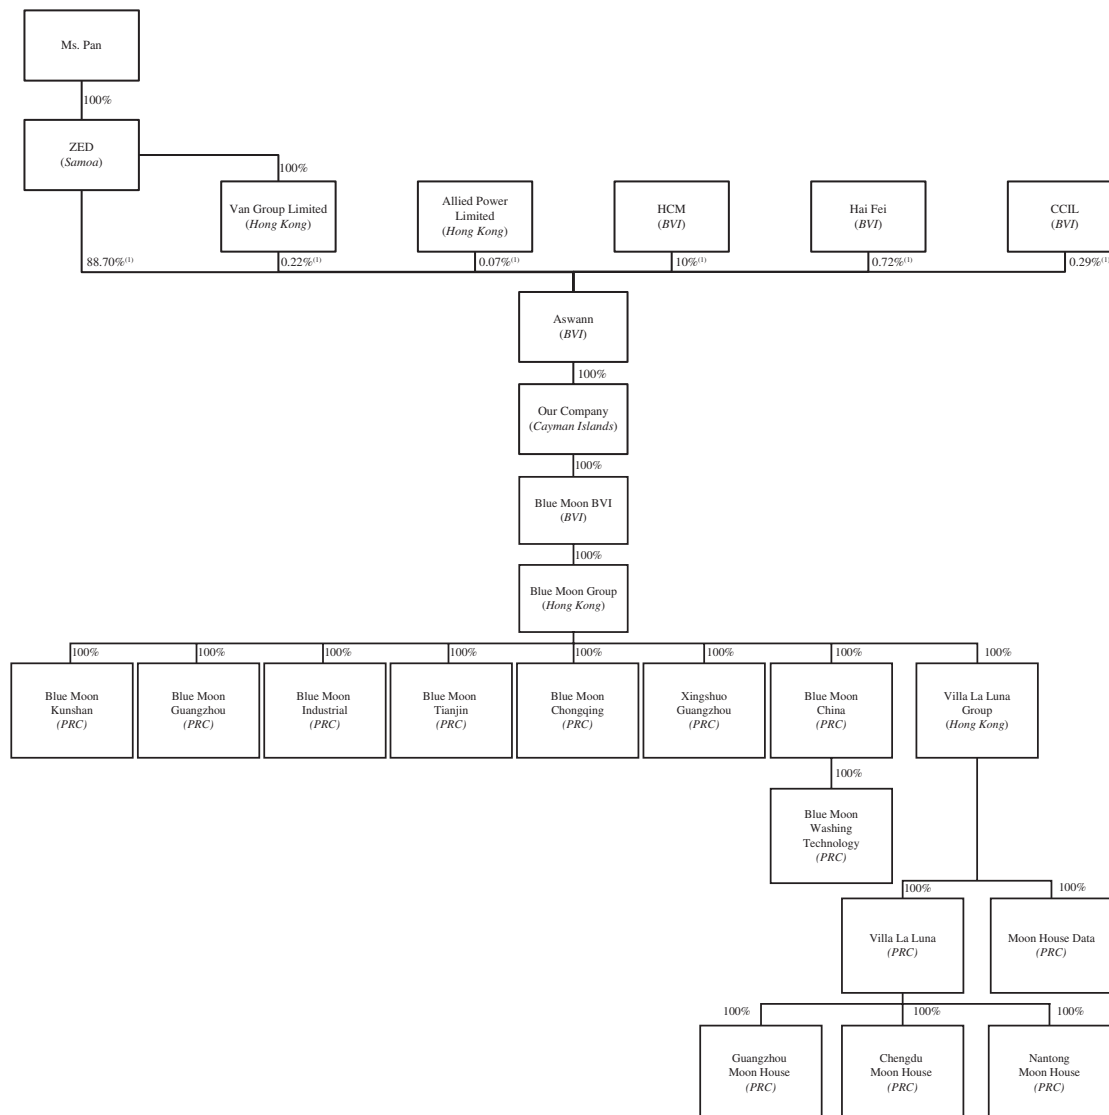 Ms. Pan
100%
ZED
(Samoa)
100%
Van Group Limited
(Hong Kong)
Allied Power
Limited
(Hong Kong)
HCM
(BVI)
Hai Fei
(BVI)
CCIL
(BVI)
88.70%(1)
0.22%(1)
0.07%(1)
10%(1)
0.72%(1)
0.29%(1)
Aswann
(BVI)
100%
Our Company
(Cayman Islands)
100%
Blue Moon BVI
(BVI)
100%
Blue Moon Group
(Hong Kong)
100%
100%
100%
100%
100%
100%
100%
100%
Blue Moon
Kunshan
(PRC)
Blue Moon
Guangzhou
(PRC)
Blue Moon
Industrial
(PRC)
Blue Moon
Tianjin
(PRC)
Blue Moon
Chongqing
(PRC)
Xingshuo
Guangzhou
(PRC)
Blue Moon
China
(PRC)
Villa La Luna
Group
(Hong Kong)
100%
Blue Moon
Washing
Technology
(PRC)
100%
100%
Villa La Luna
(PRC)
Moon House Data
(PRC)
100%
100%
100%
Guangzhou
Moon House
(PRC)
Chengdu
Moon House
(PRC)
Nantong
Moon House
(PRC)